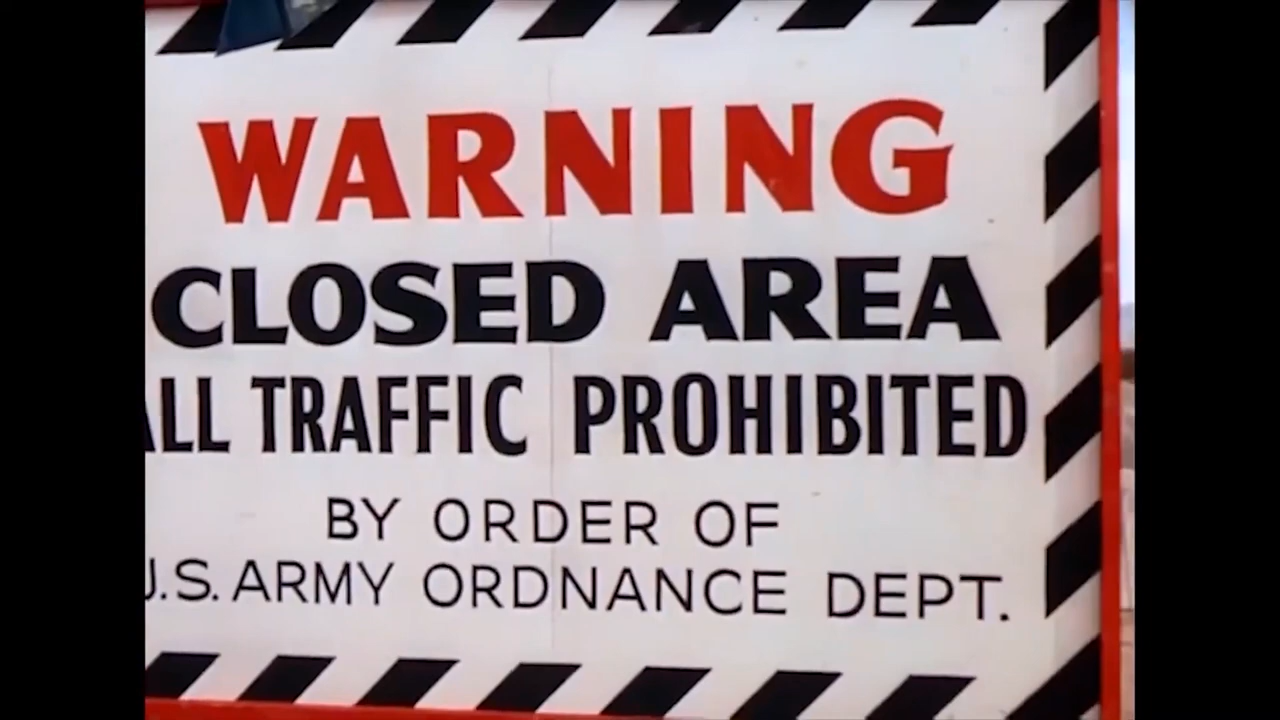 WARNING
CLOSED AREA
ALL TRAFFIC PROHIBITED
BY ORDER OF
U.S. ARMY ORDNANCE DEPT.